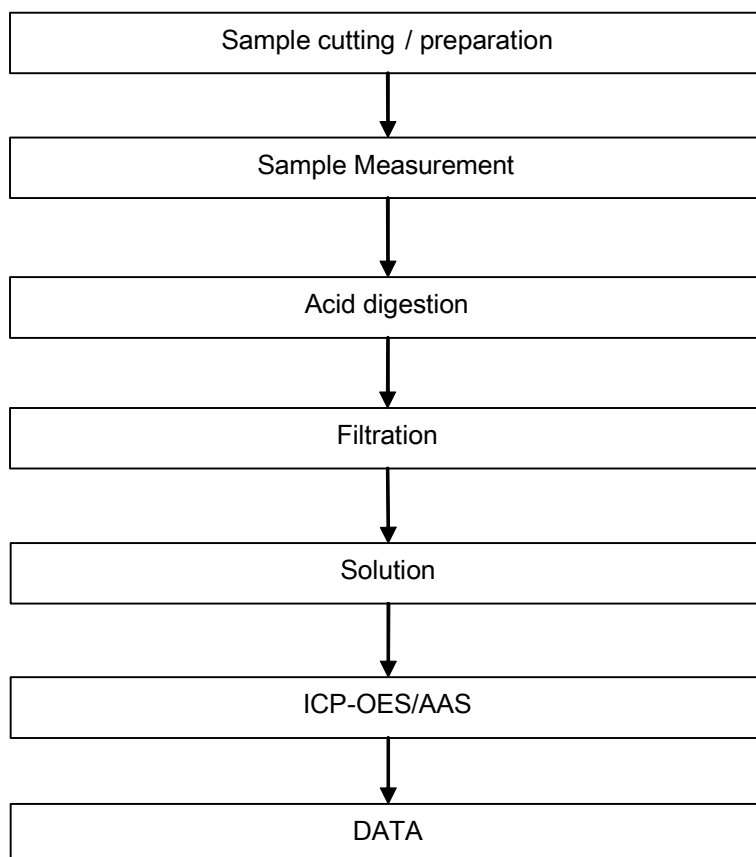 Sample cutting / preparation
Sample Measurement
Acid digestion
Filtration
Solution
ICP-OES/AAS
DATA